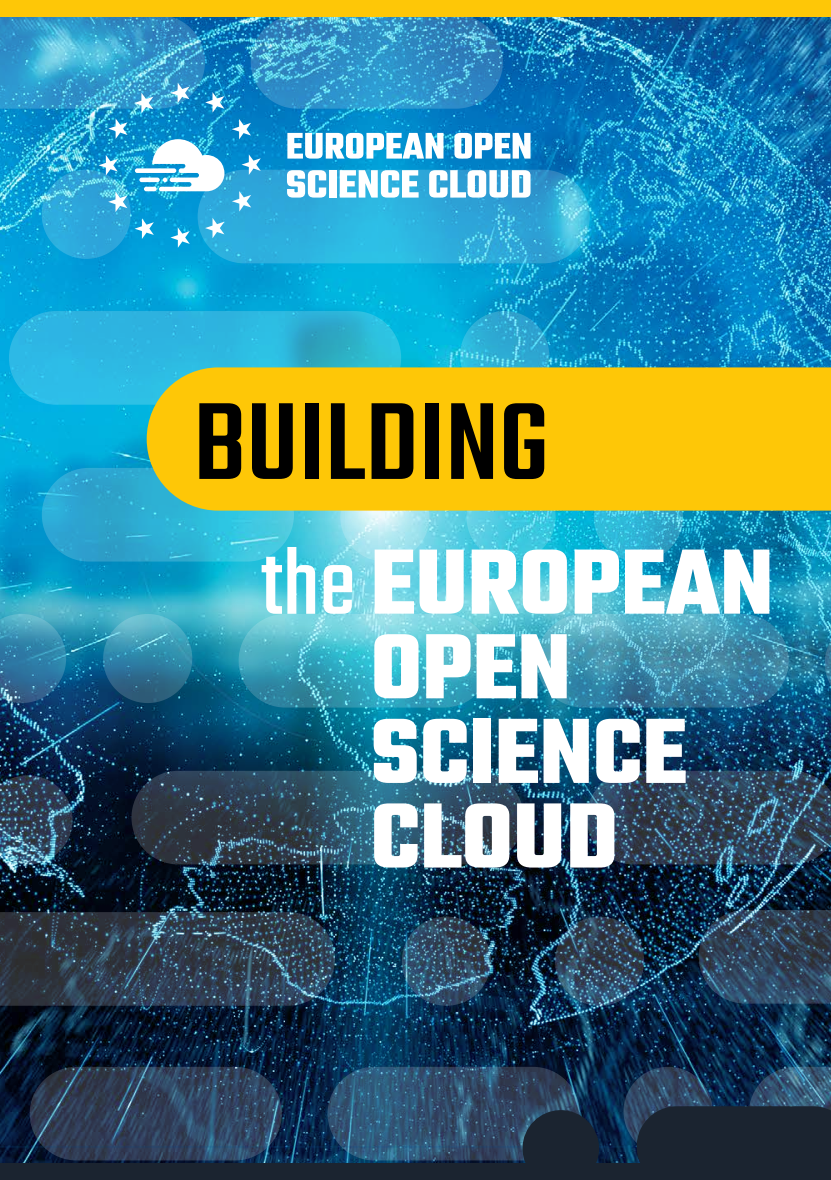 EUROPEAN OPEN
SCIENCE CLOUD
BUILDING
the EUROPEAN
OPEN
SCIENCE
CLOUD